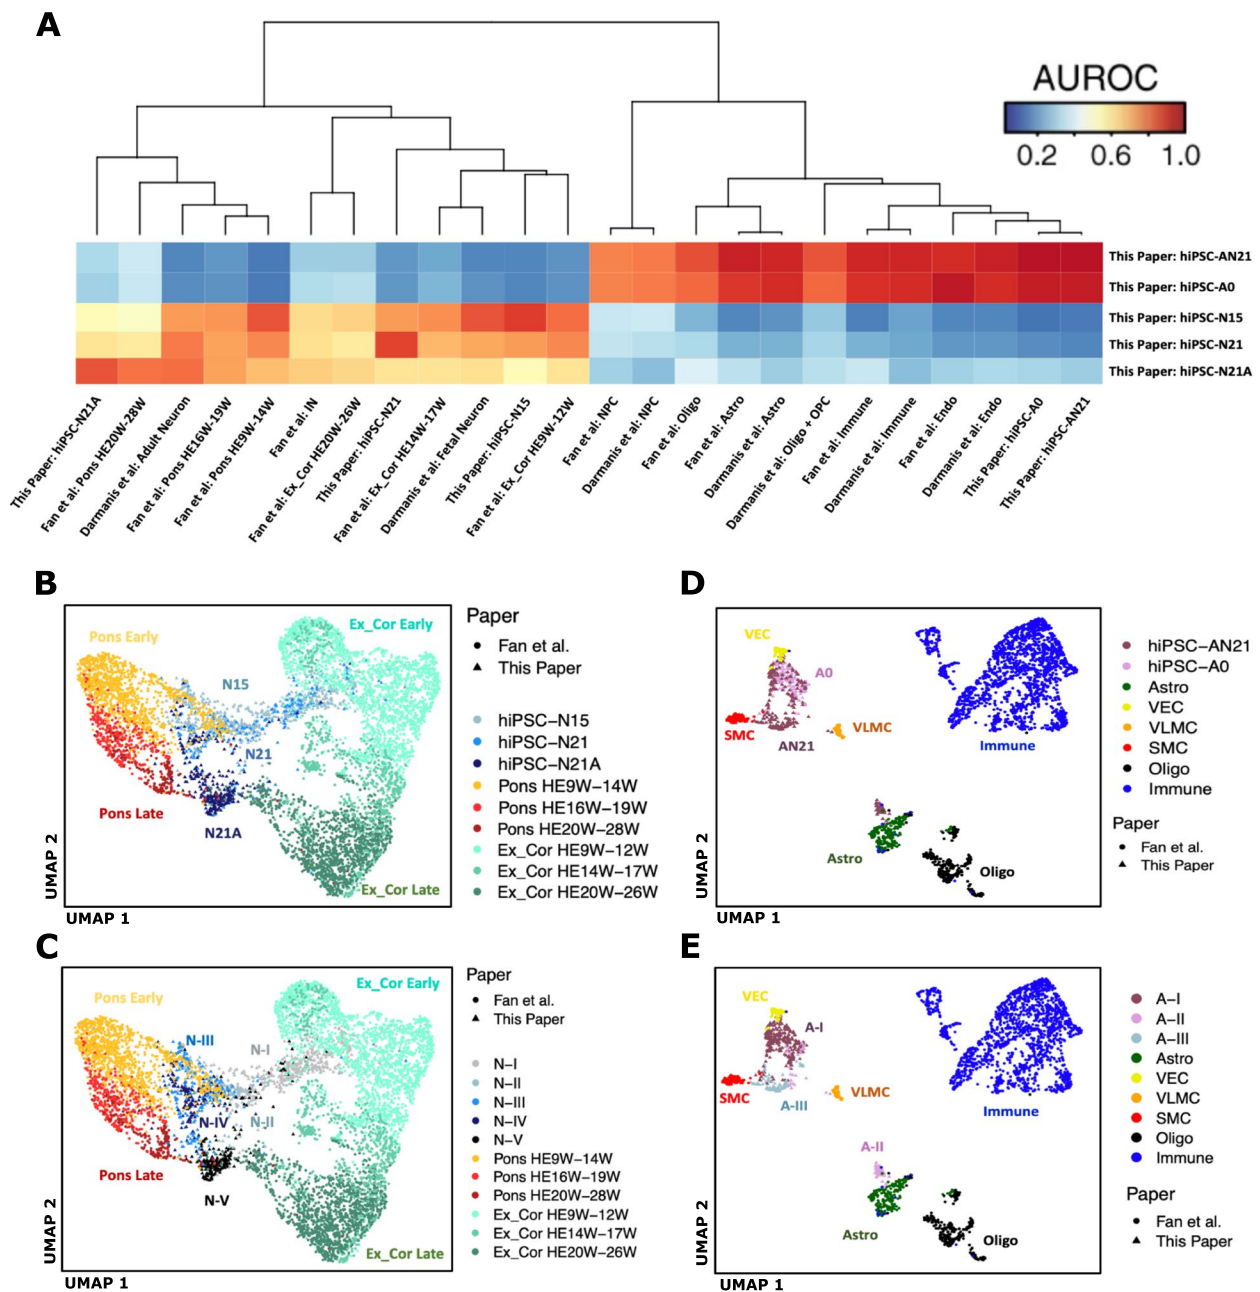 A
AUROC
0.2 0.6 1.0
This Paper: hiPSC-AN21
This Paper: hiPSC-A0
This Paper: hiPSC-N15
This Paper: hiPSC-N21
This Paper: hiPSC-N21A
This Paper: hiPSC-N21A
Fan et al: Pons HE20W-28W
Darmanis et al: Adult Neuron
Fan et al: Pons HE16W-19W
Fan et al: Pons HE9W-14W
Fan et al: IN
Fan et al: Ex_Cor HE20W-26W
This Paper: hiPSC-N21
Fan et al: Ex_Cor HE14W-17W
Darmanis et al: Fetal Neuron
This Paper: hiPSC-N15
Fan et al: Ex_Cor HE9W-12W
Fan et al: NPC
Darmanis et al: NPC
Fan et al: Oligo
Fan et al: Astro
Darmanis et al: Astro
Darmanis et al: Oligo + OPC
Fan et al: Immune
Darmanis et al: Immune
Fan et al: Endo
Darmanis et al: Endo
This Paper: hiPSC-A0
This Paper: hiPSC-AN21
B
Pons Early
Ex_Cor Early
N15
N21
Pons Late
N21A
Ex_Cor Late
UMAP 2
UMAP 1
Paper
Fan et al.
This Paper
hiPSC−N15
hiPSC−N21
hiPSC−N21A
Pons HE9W−14W
Pons HE16W−19W
Pons HE20W−28W
Ex_Cor HE9W−12W
Ex_Cor HE14W−17W
Ex_Cor HE20W−26W
D
VEC
A0
SMC
AN21
VLMC
Immune
Astro
Oligo
UMAP 2
UMAP 1
hiPSC−AN21
hiPSC−A0
Astro
VEC
VLMC
SMC
Oligo
Immune
Paper
Fan et al.
This Paper
C
Pons Early
Ex_Cor Early
N-III
N-I
N-IV
N-II
Pons Late
N-V
Ex_Cor Late
UMAP 2
UMAP 1
Paper
Fan et al.
This Paper
N−I
N−II
N−III
N−IV
N−V
Pons HE9W−14W
Pons HE16W−19W
Pons HE20W−28W
Ex_Cor HE9W−12W
Ex_Cor HE14W−17W
Ex_Cor HE20W−26W
E
VEC
A-I
SMC
A-III
VLMC
Immune
A-II
Astro
Oligo
UMAP 2
UMAP 1
A−I
A−II
A−III
Astro
VEC
VLMC
SMC
Oligo
Immune
Paper
Fan et al.
This Paper